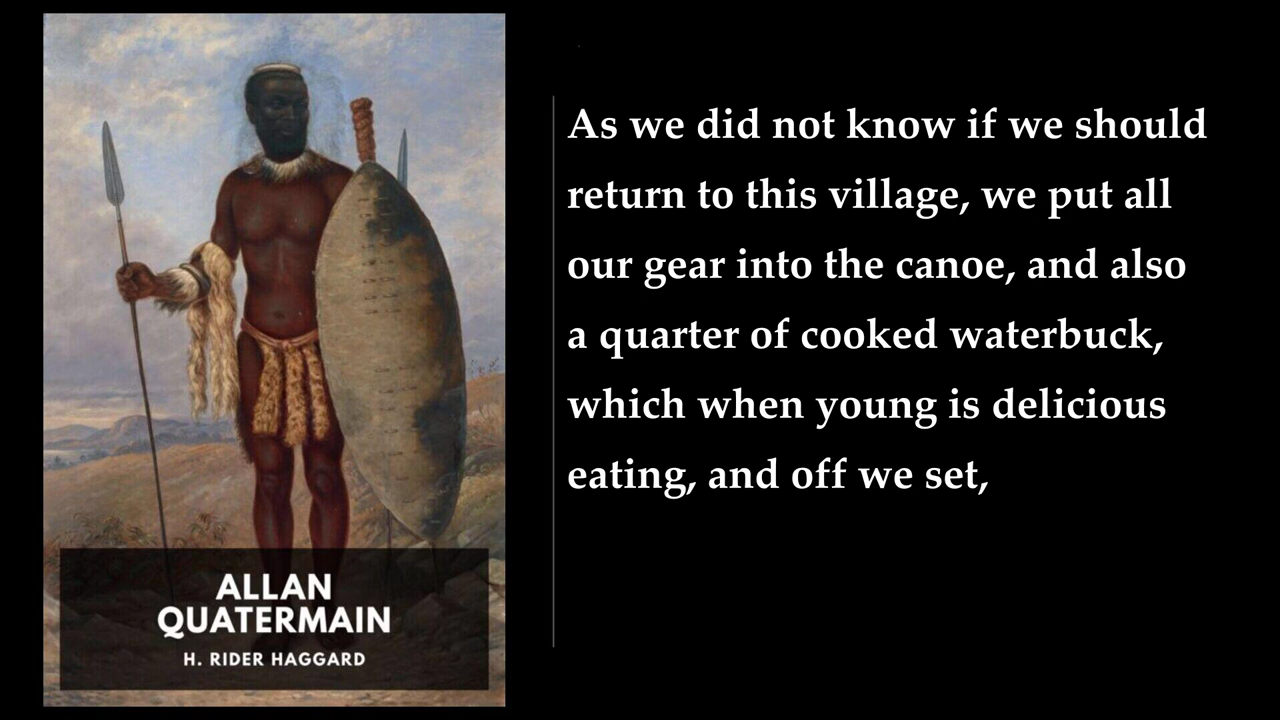 ALLAN
QUATERMAIN
H. RIDER HAGGARD
As we did not know if we should
return to this village, we put all
our gear into the canoe, and also
a quarter of cooked waterbuck,
which when young is delicious
eating, and off we set,